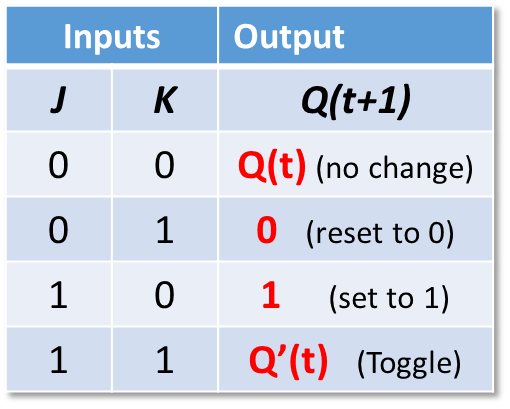 Inputs Output
J K Q(t+1)
0 0 Q(t) (no change)
0 1 0 (reset to 0)
1 0 1 (set to 1)
1 1 Q’(t) (Toggle)